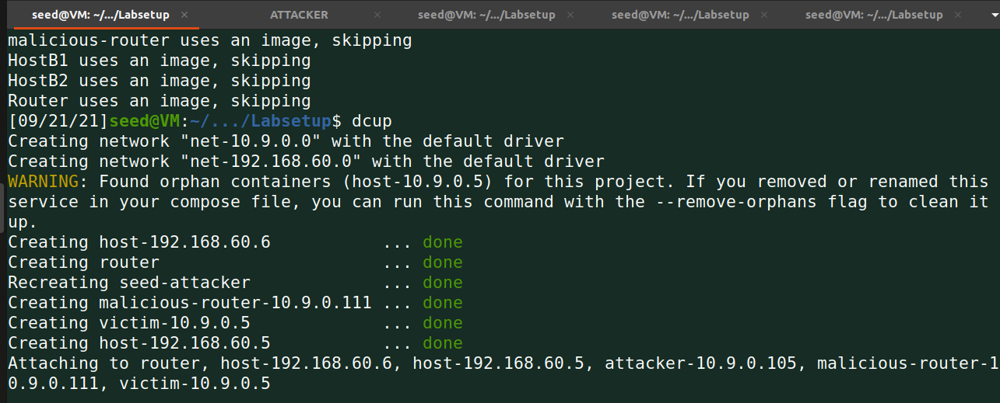 seed@VM: ~/.../Labsetup × ATTACKER × seed@VM: ~/.../Labsetup × seed@VM: ~/.../Labsetup × seed@VM: ~/.../Labsetup ×
malicious-router uses an image, skipping
HostB1 uses an image, skipping
HostB2 uses an image, skipping
Router uses an image, skipping
[09/21/21]seed@VM:~/.../Labsetup$ dcup
Creating network "net-10.9.0.0" with the default driver
Creating network "net-192.168.60.0" with the default driver
WARNING: Found orphan containers (host-10.9.0.5) for this project. If you removed or renamed this
service in your compose file, you can run this command with the --remove-orphans flag to clean it
up.
Creating host-192.168.60.6 ... done
Creating router ... done
Recreating seed-attacker ... done
Creating malicious-router-10.9.0.111 ... done
Creating victim-10.9.0.5 ... done
Creating host-192.168.60.5 ... done
Attaching to router, host-192.168.60.6, host-192.168.60.5, attacker-10.9.0.105, malicious-router-1
0.9.0.111, victim-10.9.0.5